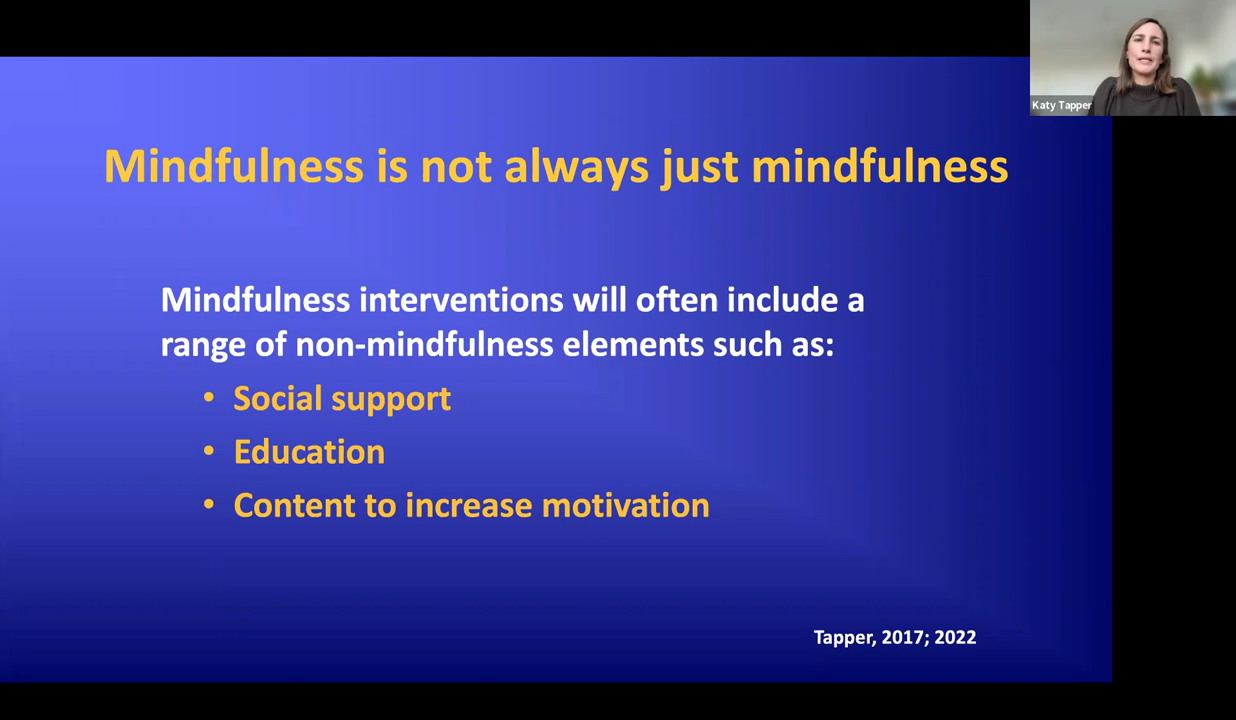 Katy Tapper
Mindfulness is not always just mindfulness
Mindfulness interventions will often include a
range of non-mindfulness elements such as:
• Social support
• Education
• Content to increase motivation
Tapper, 2017; 2022